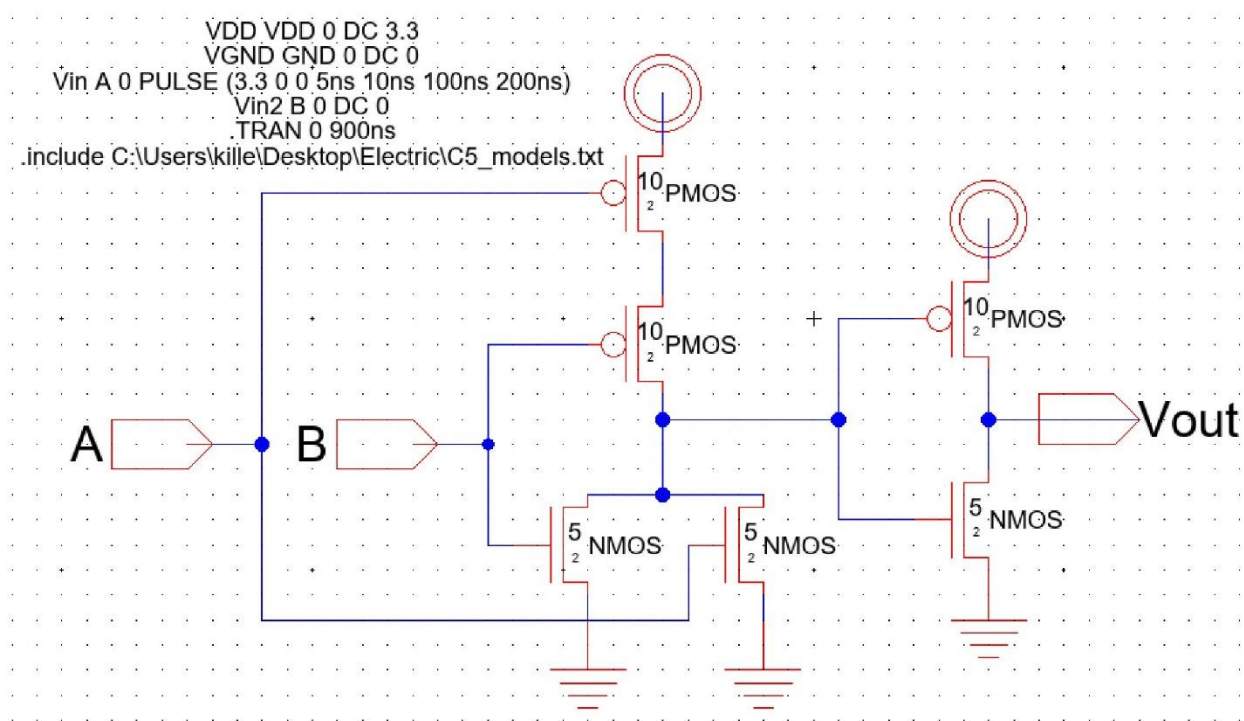 VDD VDD 0 DC 3.3
VGND GND 0 DC 0
Vin A 0 PULSE (3.3 0 0 5ns 10ns 100ns 200ns)
Vin2 B 0 DC 0
.TRAN 0 900ns
.include C:\Users\kille\Desktop\Electric\C5_models.txt
10
2
PMOS
10
2
PMOS
10
2
PMOS
A
B
Vout
5
2
NMOS
5
2
NMOS
5
2
NMOS